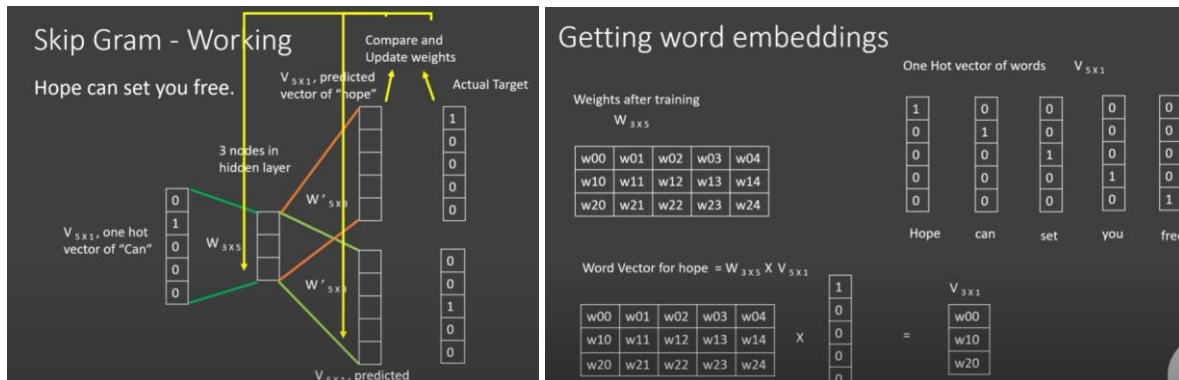 Skip Gram - Working
Hope can set you free.
Compare and
Update weights
V 5X1, predicted
vector of "hope"
Actual Target
3 nodes in
hidden layer
1
0
0
0
0
W' 5X3
0
1
0
0
0
V 5X1, one hot
vector of "Can"
W 3X5
W' 5X3
0
0
1
0
0
V 5X1, predicted
Getting word embeddings
One Hot vector of words V 5X1
Weights after training
W 3X5
w00 w01 w02 w03 w04
w10 w11 w12 w13 w14
w20 w21 w22 w23 w24
1 0 0 0 0
0 1 0 0 0
0 0 1 0 0
0 0 0 1 0
0 0 0 0 1
Hope can set you free
Word Vector for hope = W 3X5 X V 5X1
w00 w01 w02 w03 w04
w10 w11 w12 w13 w14
w20 w21 w22 w23 w24
X
1
0
0
0
0
=
V 3X1
w00
w10
w20